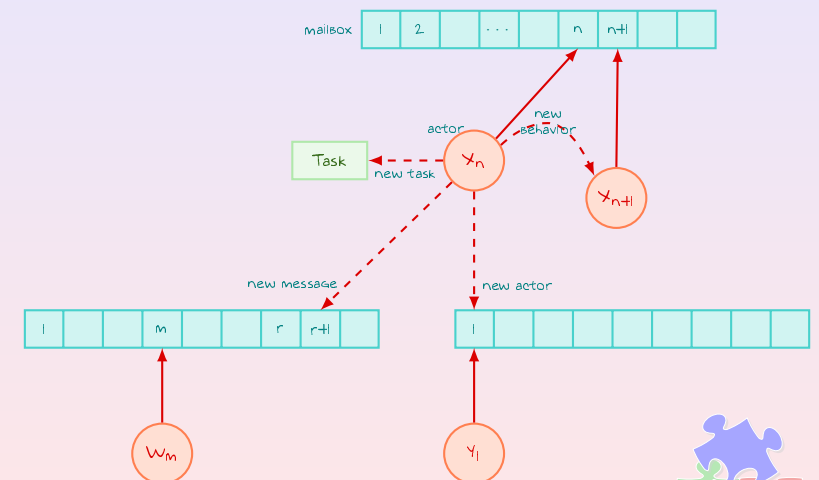 mailbox
1 2 ... n n+1
actor
new
behavior
Xn
Task
new task
Xn+1
new message
new actor
1 m r r+1
1
Wm
Y1